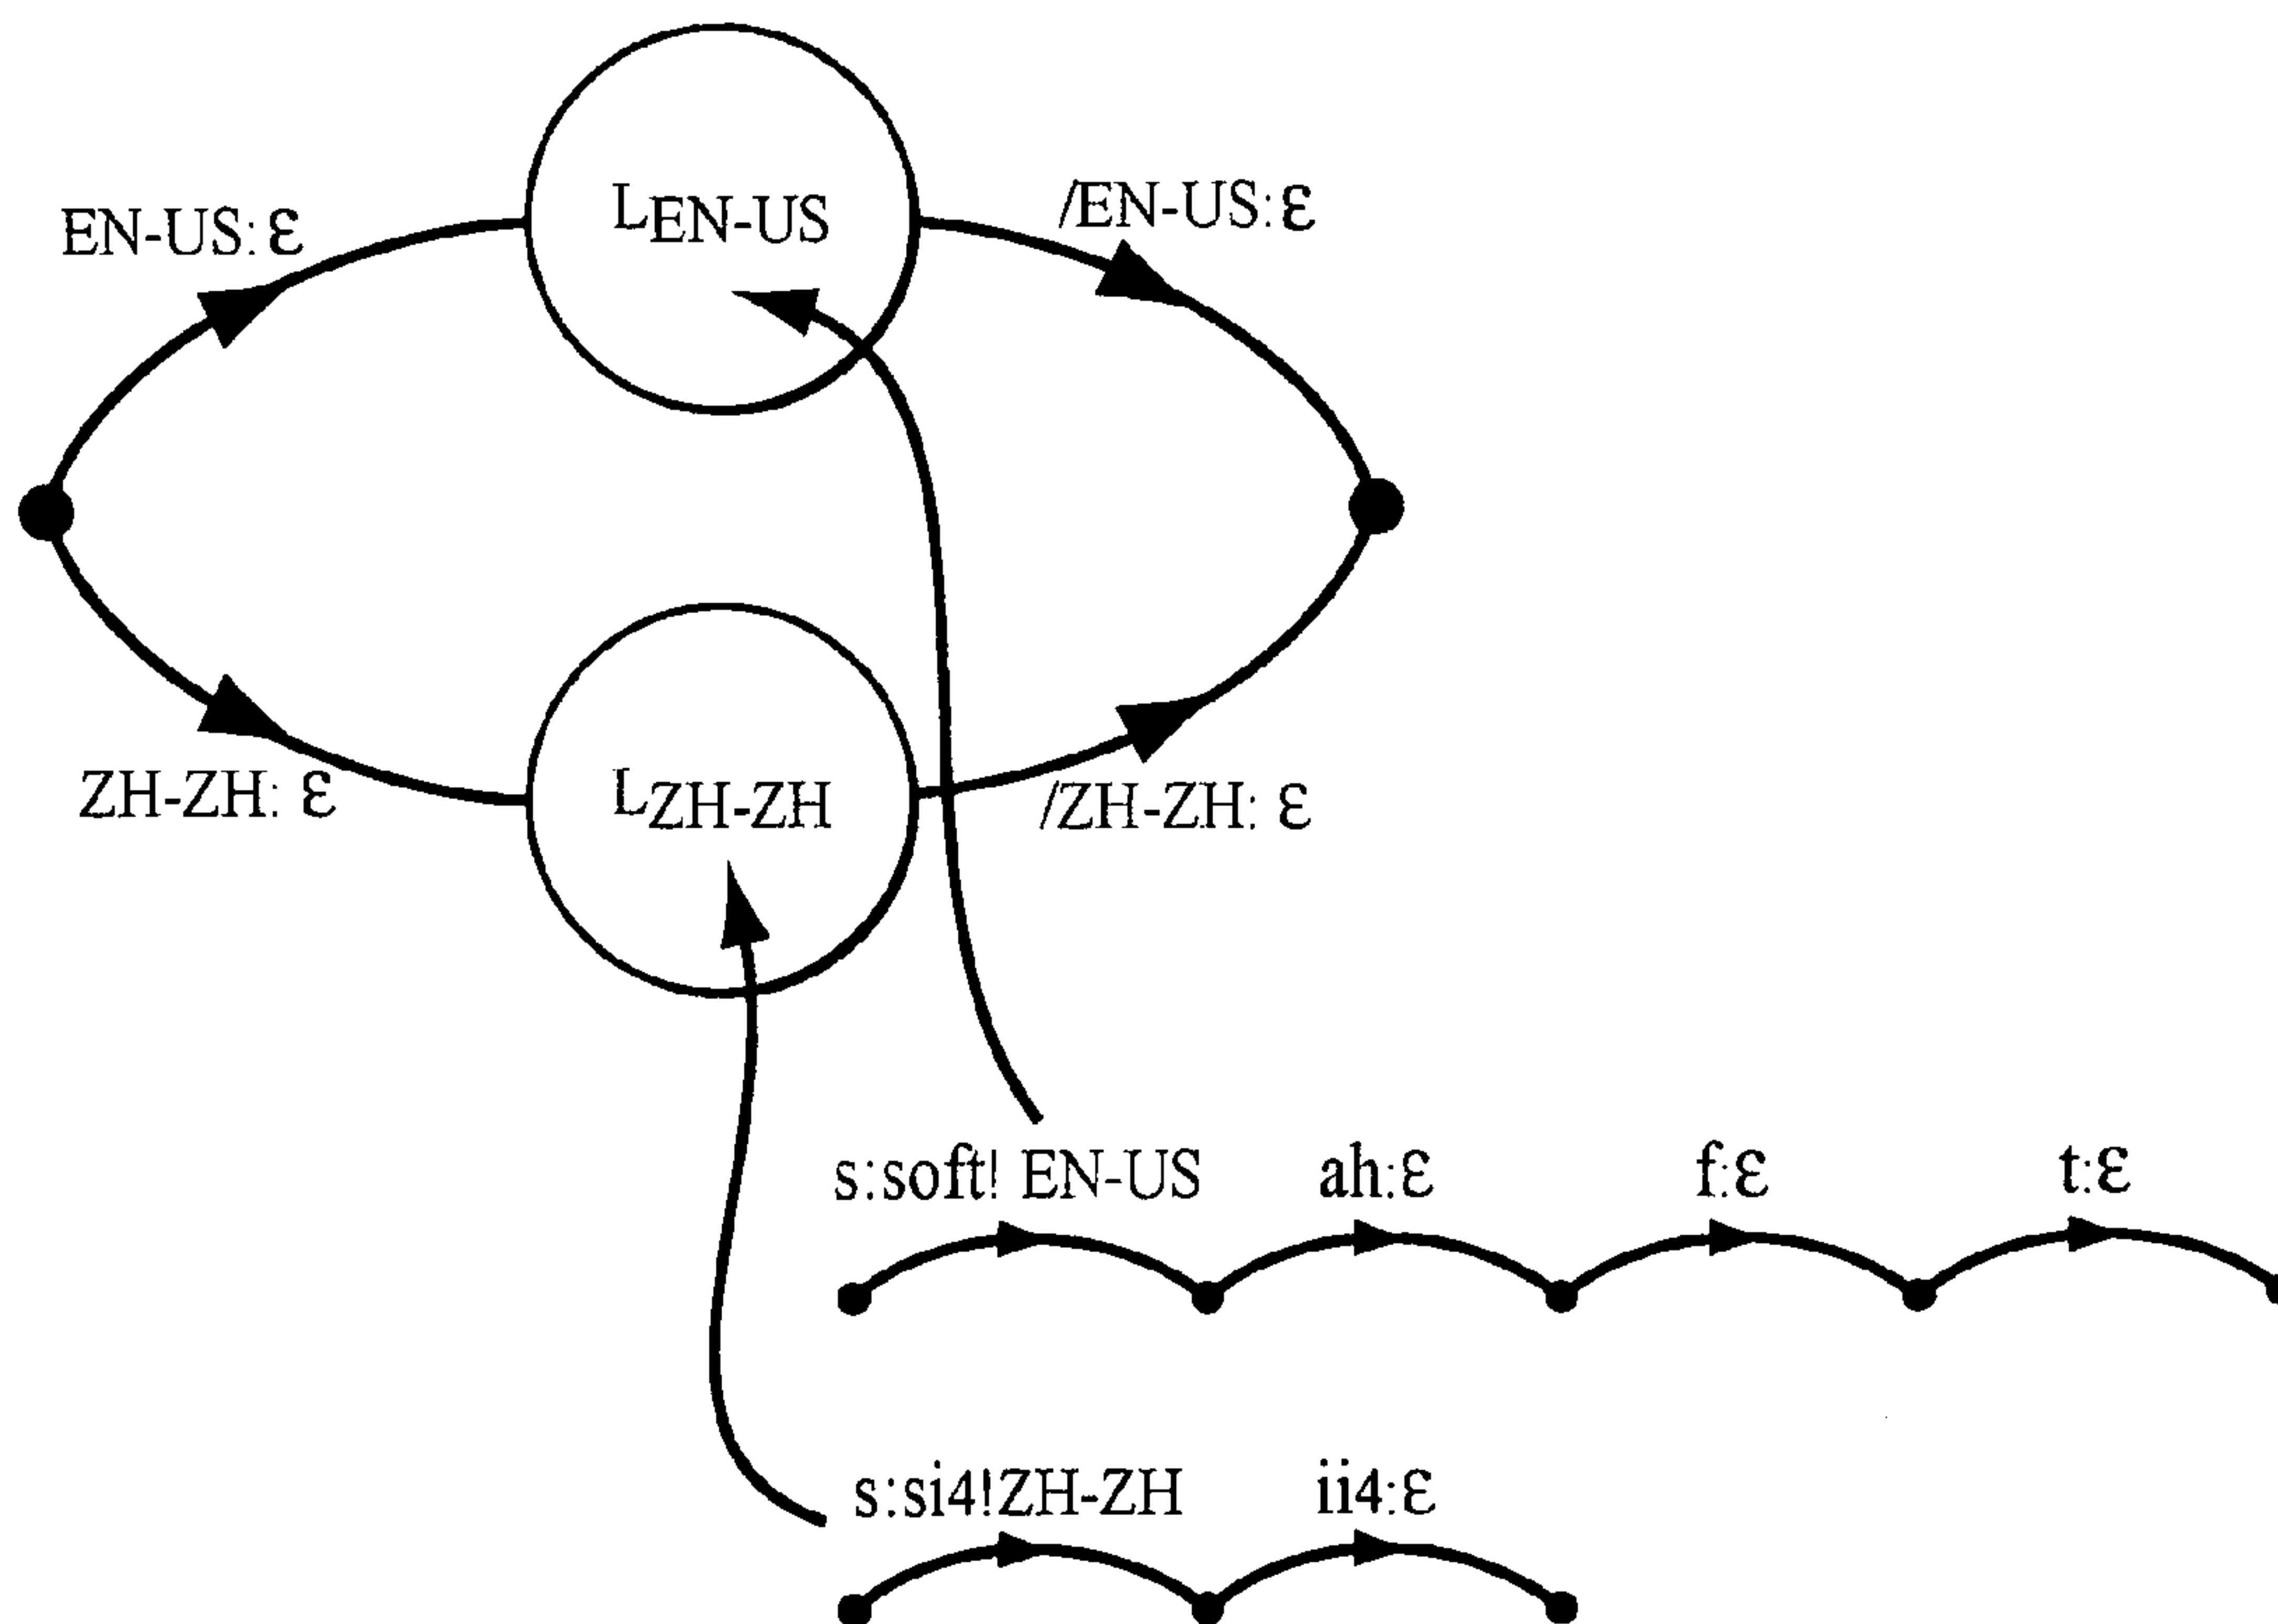 EN-US: ε
LEN-US
/EN-US: ε
ZH-ZH: ε
LZH-ZH
/ZH-ZH: ε
s:soft! EN-US
ah:ε
f:ε
t:ε
s:si4!ZH-ZH
ii4:ε